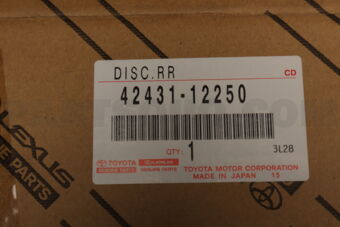 DISC.RR
CD
42431-12250
QTY: 1
3L28
TOYOTA LEXUS
GENUINE PARTS GENUINE PARTS
TOYOTA MOTOR CORPORATION
MADE IN JAPAN 15
LEXUS
PARTS